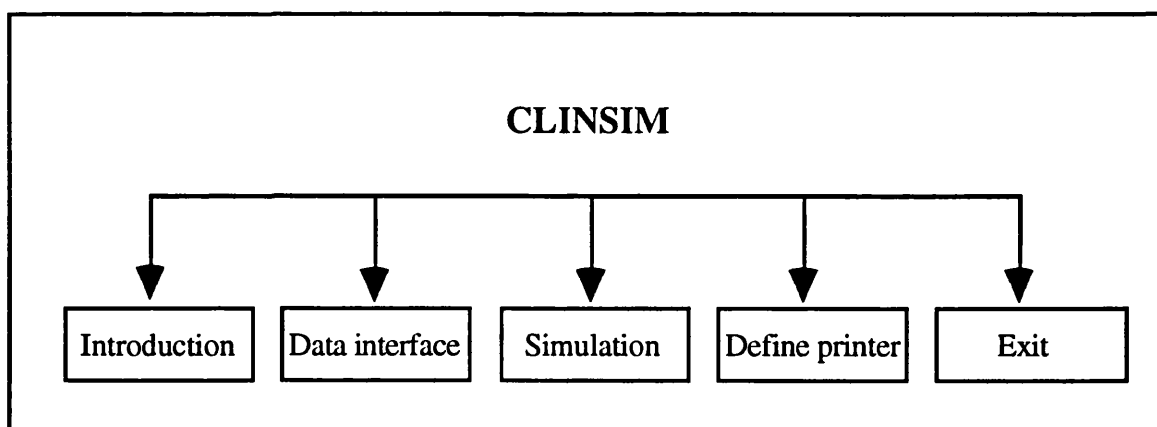 CLINSIM
Introduction
Data interface
Simulation
Define printer
Exit